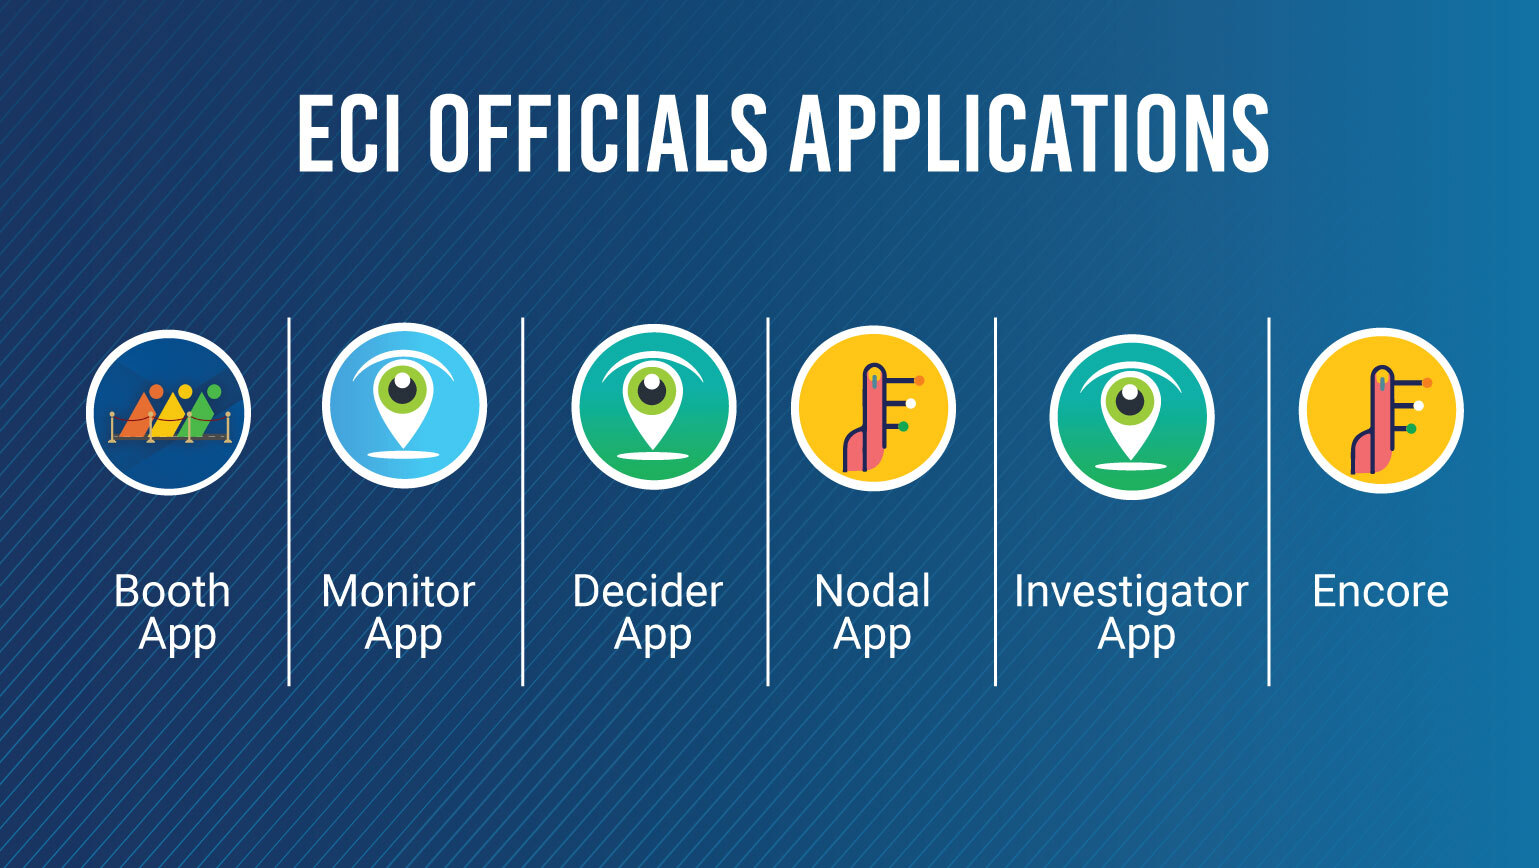 ECI OFFICIALS APPLICATIONS
Booth
App
Monitor
App
Decider
App
Nodal
App
Investigator
App
Encore